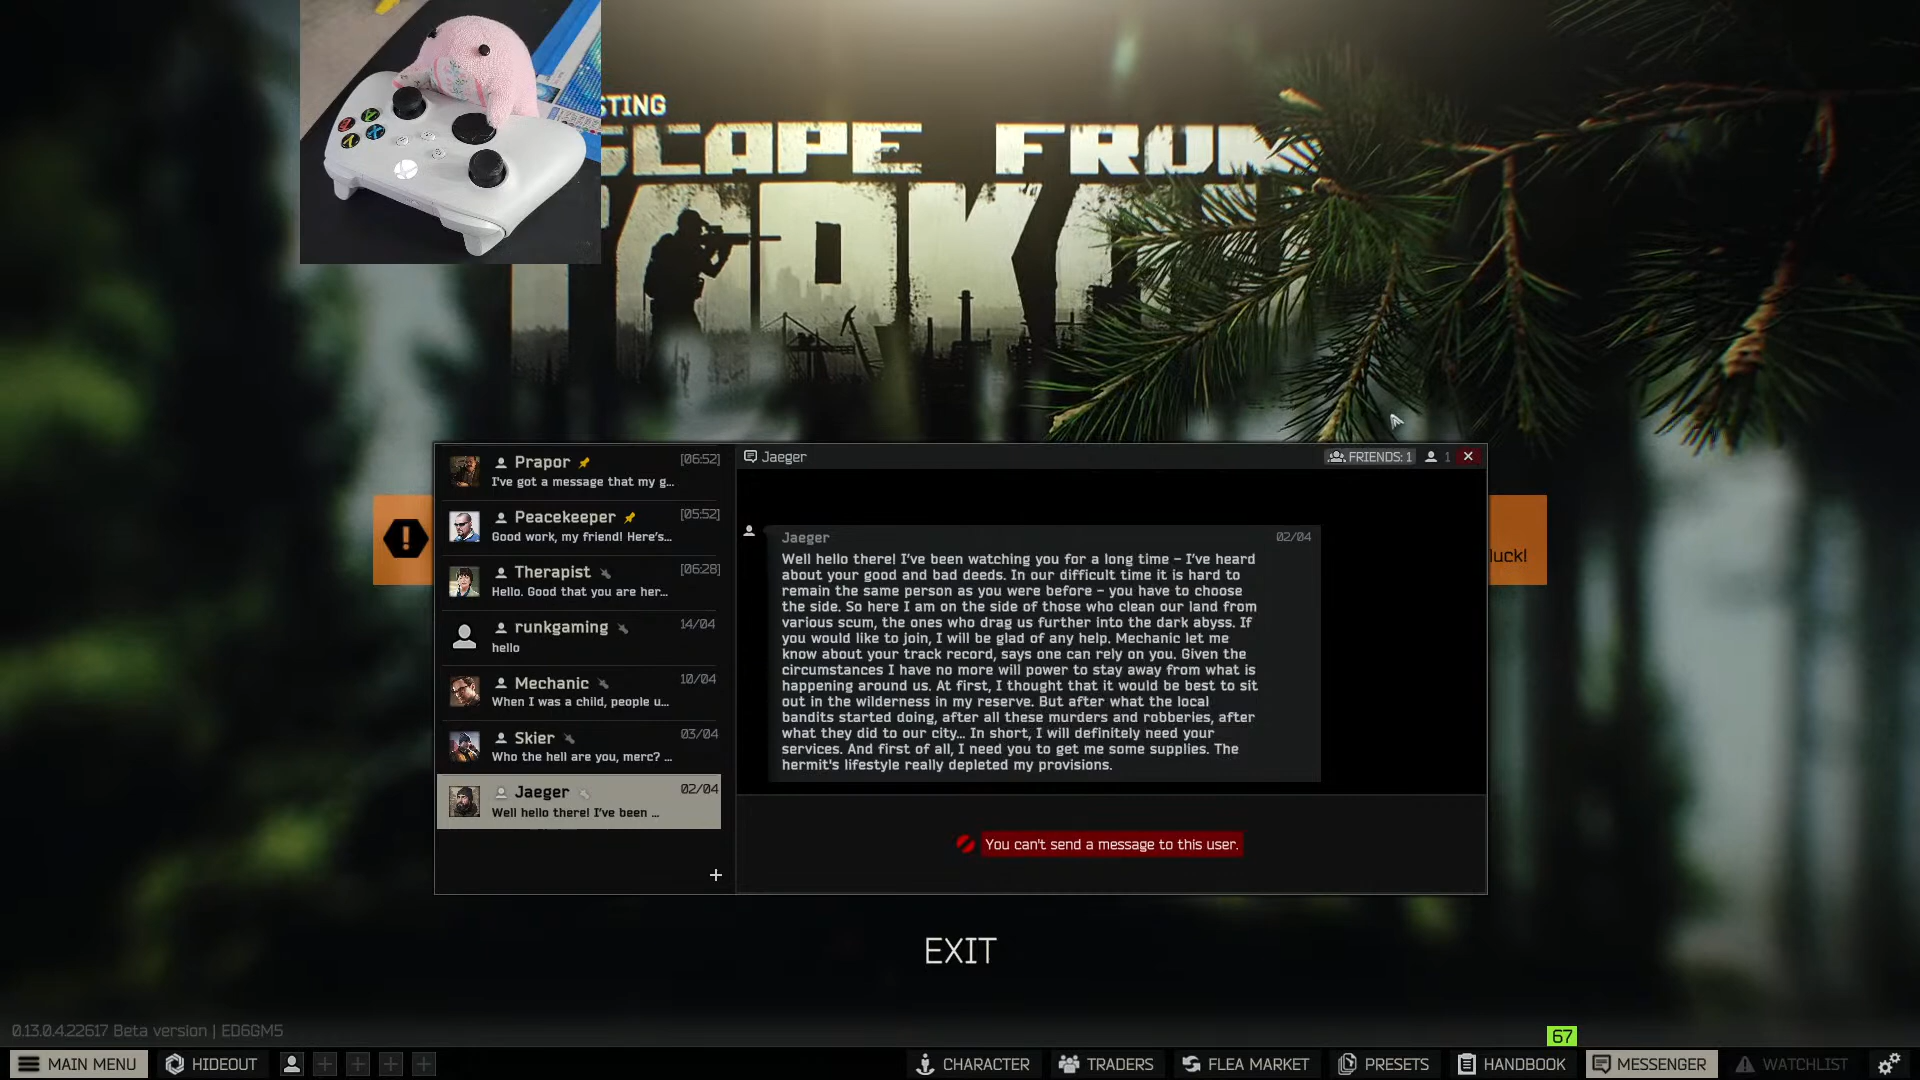 STING
ESCAPE FROM
TARKOV
Prapor
[06:52]
I've got a message that my g...
Peacekeeper
[05:52]
Good work, my friend! Here's...
Therapist
[06:28]
Hello. Good that you are her...
runkgaming
14/04
hello
Mechanic
10/04
When I was a child, people u...
Skier
03/04
Who the hell are you, merc? ...
Jaeger
02/04
Well hello there! I've been ...
+
Jaeger
FRIENDS: 1
1
Jaeger
02/04
Well hello there! I've been watching you for a long time – I've heard
about your good and bad deeds. In our difficult time it is hard to
remain the same person as you were before – you have to choose
the side. So here I am on the side of those who clean our land from
various scum, the ones who drag us further into the dark abyss. If
you would like to join, I will be glad of any help. Mechanic let me
know about your track record, says one can rely on you. Given the
circumstances I have no more will power to stay away from what is
happening around us. At first, I thought that it would be best to sit
out in the wilderness in my reserve. But after what the local
bandits started doing, after all these murders and robberies, after
what they did to our city... In short, I will definitely need your
services. And first of all, I need you to get me some supplies. The
hermit's lifestyle really depleted my provisions.
You can't send a message to this user.
luck!
EXIT
0.13.0.4.22617 Beta version | ED6GM5
67
MAIN MENU
HIDEOUT
CHARACTER
TRADERS
FLEA MARKET
PRESETS
HANDBOOK
MESSENGER
WATCHLIST